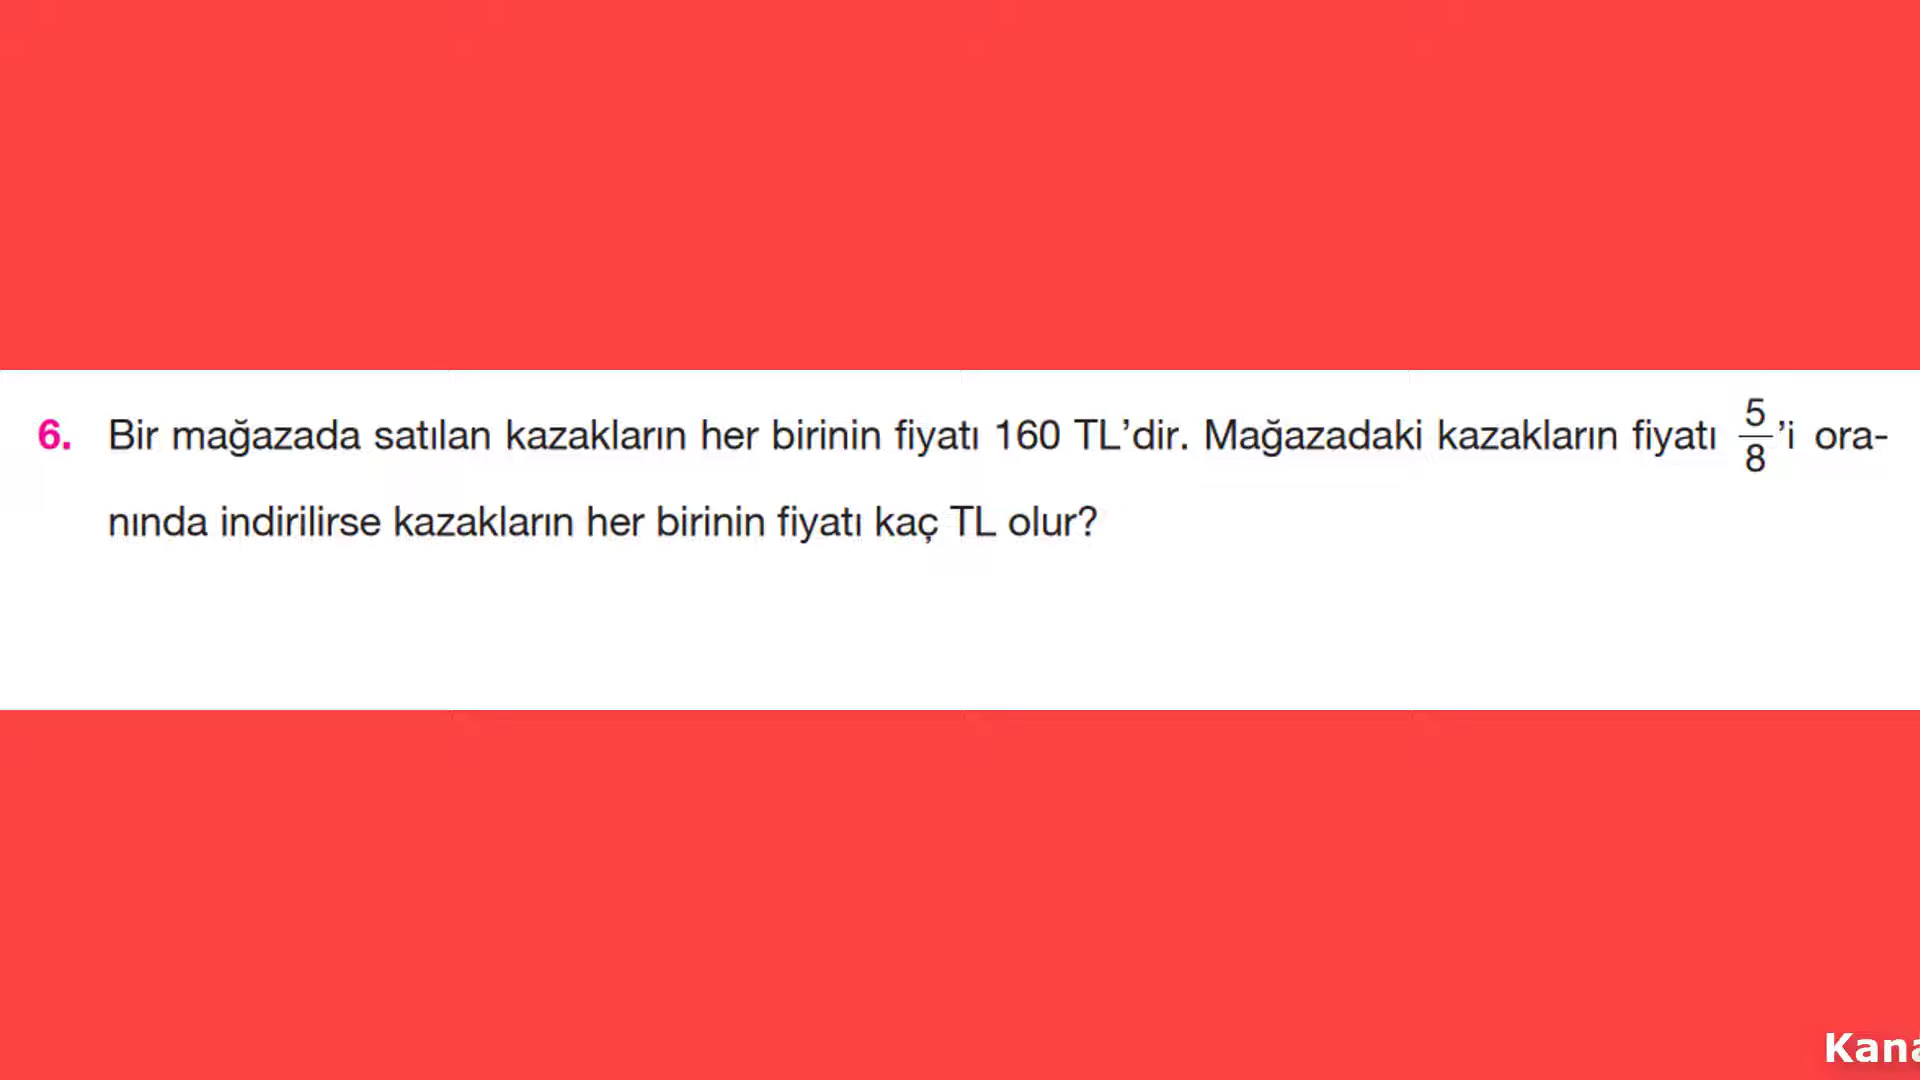 6. Bir mağazada satılan kazakların her birinin fiyatı 160 TL’dir. Mağazadaki kazakların fiyatı 5/8’i ora-
nında indirilirse kazakların her birinin fiyatı kaç TL olur?